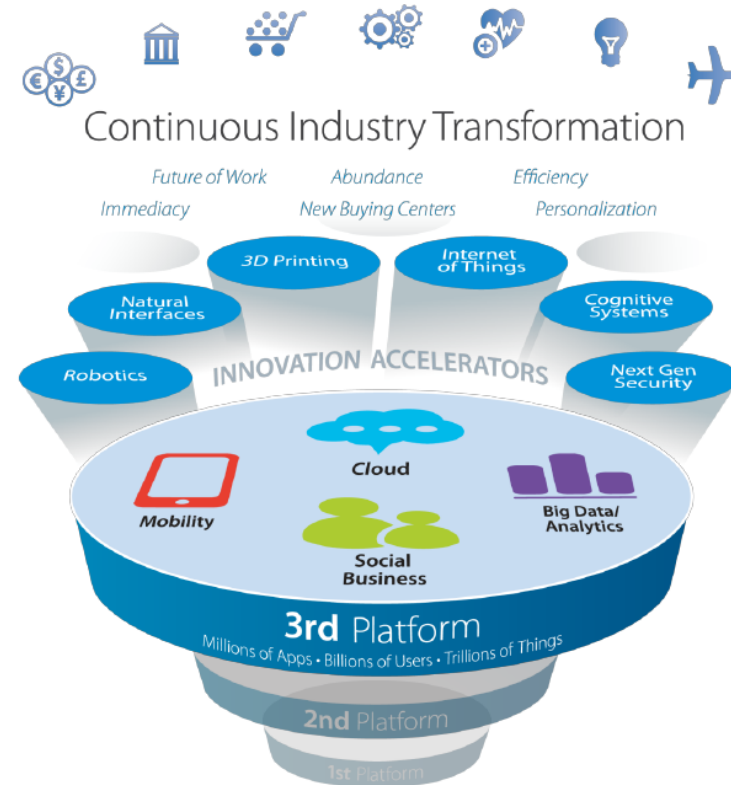 € $ £ ¥
Continuous Industry Transformation
Future of Work Abundance Efficiency
Immediacy New Buying Centers Personalization
3D Printing
Internet
of Things
Natural
Interfaces
Cognitive
Systems
INNOVATION ACCELERATORS
Robotics
Next Gen
Security
Cloud
Mobility
Big Data/
Analytics
Social
Business
3rd Platform
Millions of Apps • Billions of Users • Trillions of Things
2nd Platform
1st Platform